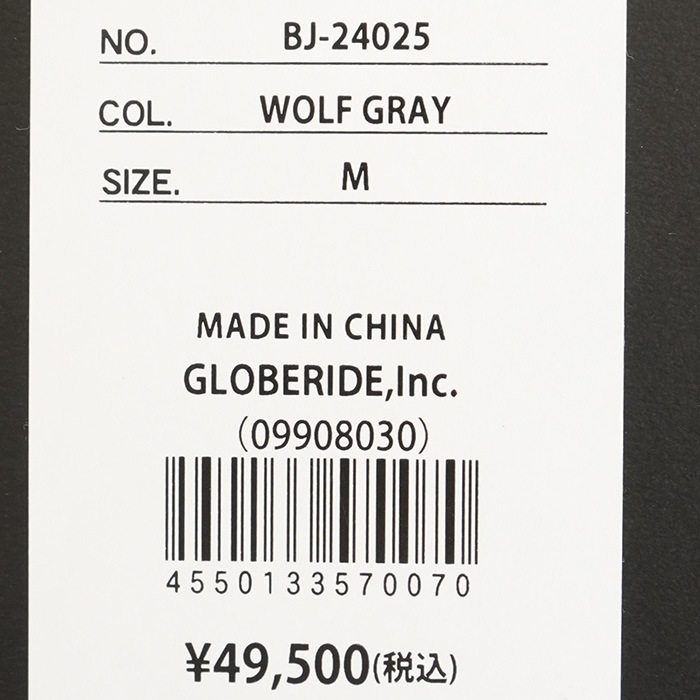 NO. BJ-24025
COL. WOLF GRAY
SIZE. M
MADE IN CHINA
GLOBERIDE,Inc.
(09908030)
4550133570070
¥49,500(税込)